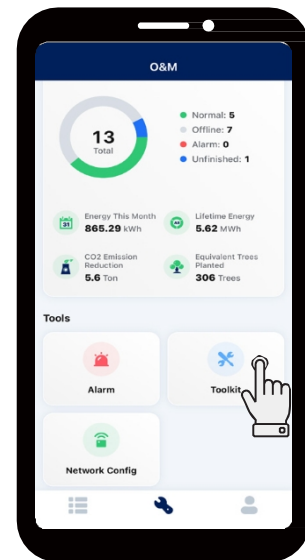 O&M
13
Total
Normal: 5
Offline: 7
Alarm: 0
Unfinished: 1
31
Energy This Month
865.29 kWh
Lifetime Energy
5.62 MWh
CO2 Emission
Reduction
5.6 Ton
Equivalent Trees
Planted
306 Trees
Tools
Alarm
Toolkit
Network Config